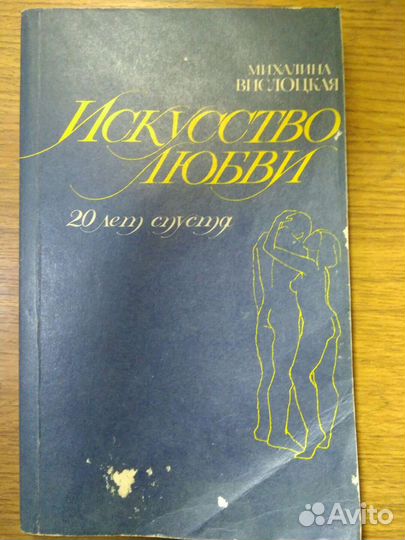 МИХАЛИНА
ВИСЛОЦКАЯ
ИСКУССТВО
ЛЮБВИ
20 лет спустя
Avito